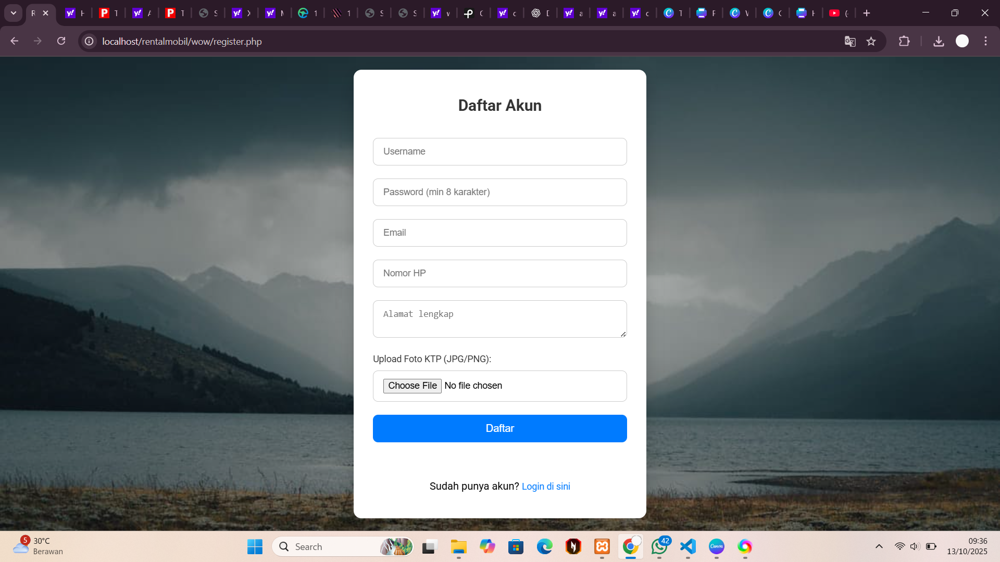 localhost/rentalmobil/wow/register.php
Daftar Akun
Username
Password (min 8 karakter)
Email
Nomor HP
Alamat lengkap
Upload Foto KTP (JPG/PNG):
Choose File No file chosen
Daftar
Sudah punya akun? Login di sini
5
30°C
Berawan
Search
Canva
42
09:36
13/10/2025